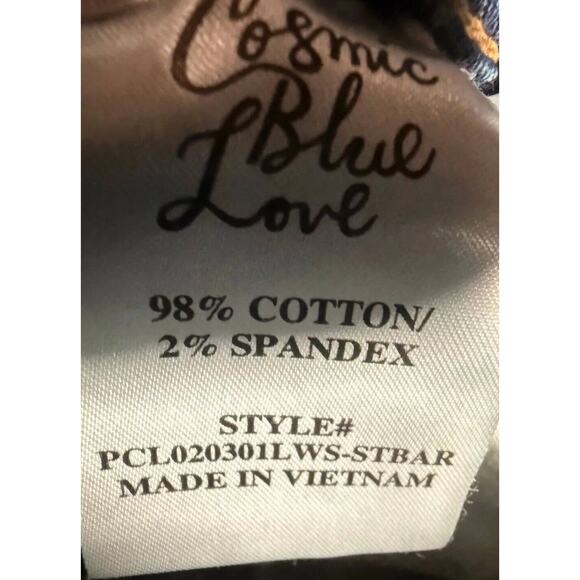 Cosmic
Blue
Love
98% COTTON/
2% SPANDEX
STYLE#
PCL020301LWS-STBAR
MADE IN VIETNAM